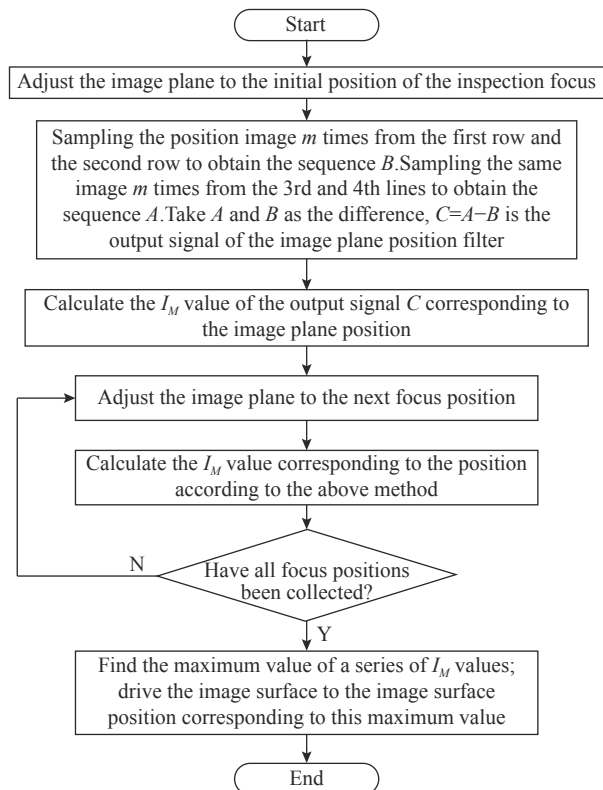 Start
Adjust the image plane to the initial position of the inspection focus
Sampling the position image m times from the first row and
the second row to obtain the sequence B.Sampling the same
image m times from the 3rd and 4th lines to obtain the
sequence A.Take A and B as the difference, C=A−B is the
output signal of the image plane position filter
Calculate the I_M value of the output signal C corresponding to
the image plane position
Adjust the image plane to the next focus position
Calculate the I_M value corresponding to the position
according to the above method
N
Have all focus positions
been collected?
Y
Find the maximum value of a series of I_M values;
drive the image surface to the image surface
position corresponding to this maximum value
End